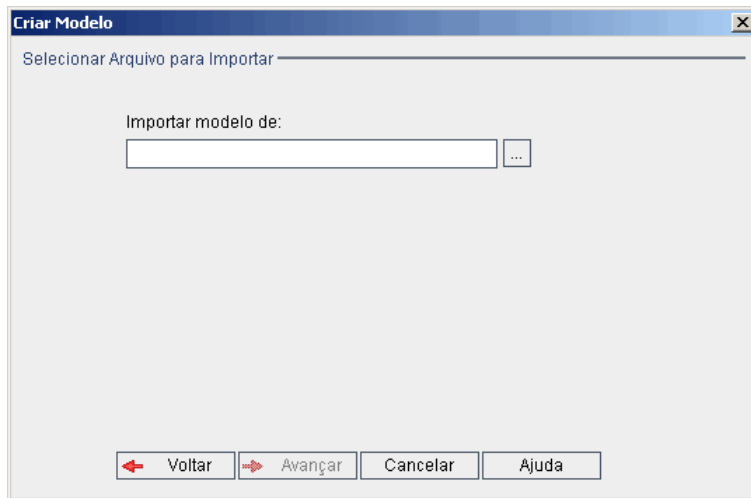 Criar Modelo
Selecionar Arquivo para Importar
Importar modelo de:
...
Voltar Avançar Cancelar Ajuda